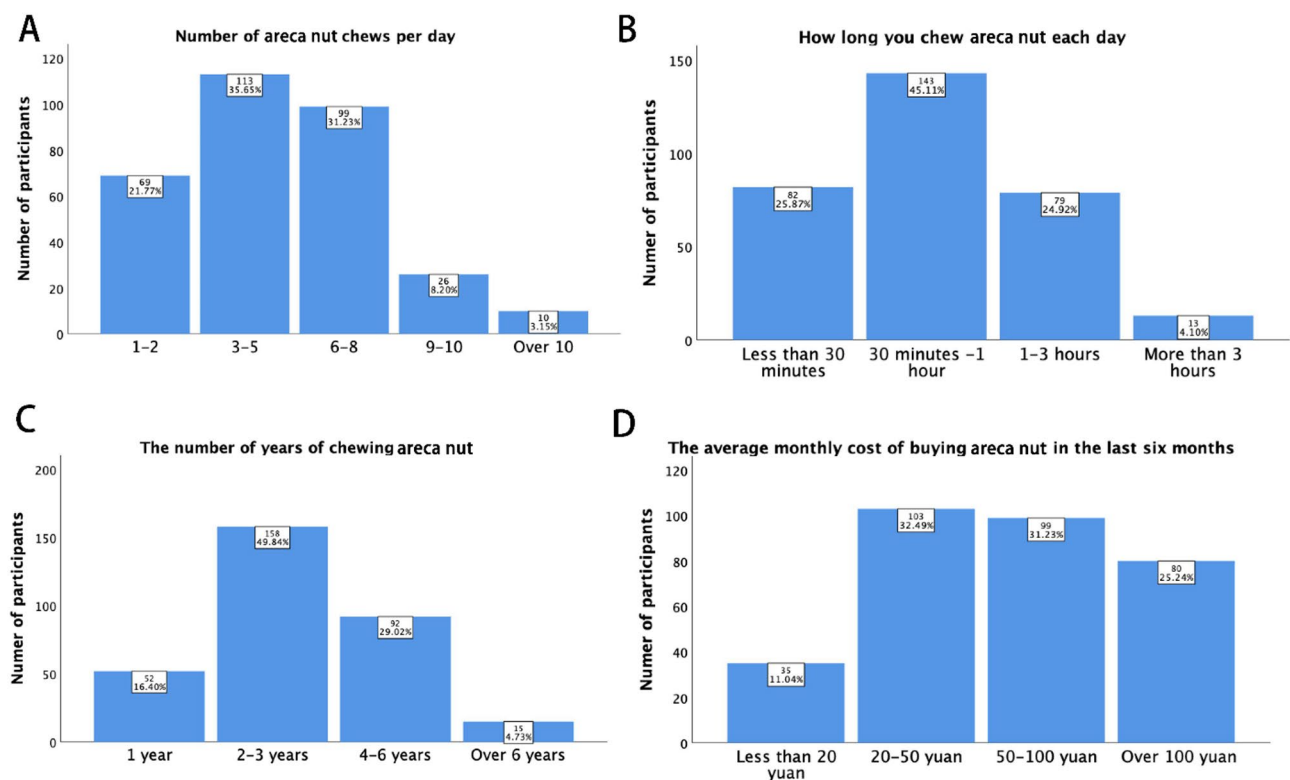 A
Number of areca nut chews per day
Number of participants
120
100
80
60
40
20
0
69
21.77%
113
35.65%
99
31.23%
26
8.20%
10
3.15%
1-2
3-5
6-8
9-10
Over 10
B
How long you chew areca nut each day
Numer of participants
150
100
50
0
82
25.87%
143
45.11%
79
24.92%
13
4.10%
Less than 30
minutes
30 minutes -1
hour
1-3 hours
More than 3
hours
C
The number of years of chewing areca nut
Numer of participants
200
150
100
50
0
52
16.40%
158
49.84%
92
29.02%
15
4.73%
1 year
2-3 years
4-6 years
Over 6 years
D
The average monthly cost of buying areca nut in the last six months
Numer of participants
120
100
80
60
40
20
0
35
11.04%
103
32.49%
99
31.23%
80
25.24%
Less than 20
yuan
20-50 yuan
50-100 yuan
Over 100 yuan